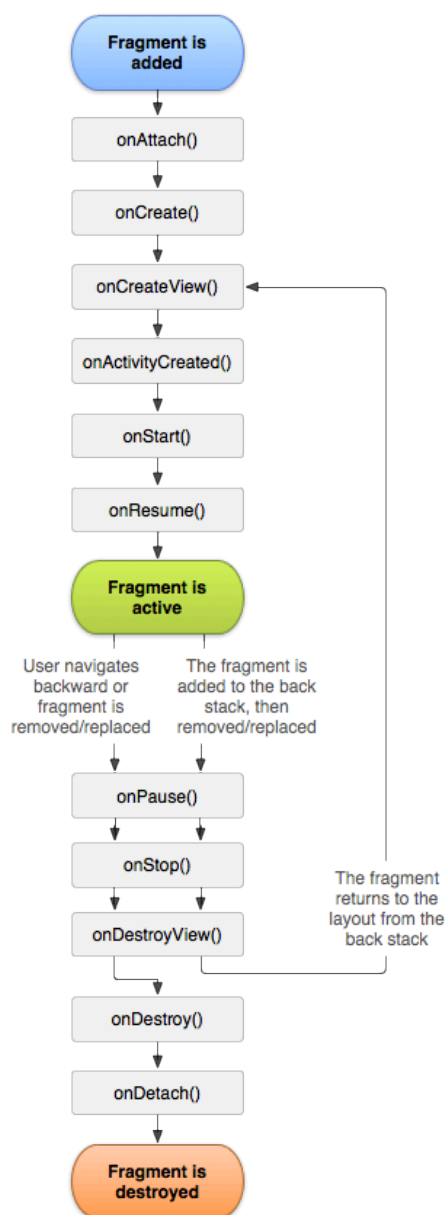 Fragment is
added
onAttach()
onCreate()
onCreateView()
onActivityCreated()
onStart()
onResume()
Fragment is
active
User navigates
backward or
fragment is
removed/replaced
The fragment is
added to the back
stack, then
removed/replaced
onPause()
onStop()
onDestroyView()
The fragment
returns to the
layout from the
back stack
onDestroy()
onDetach()
Fragment is
destroyed